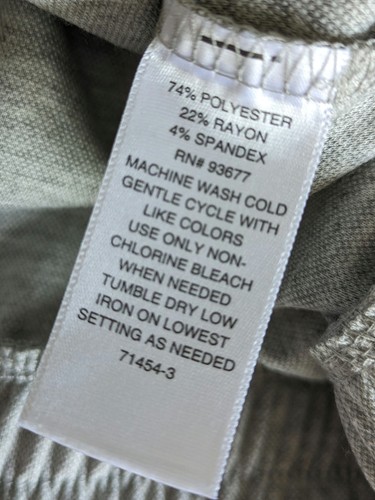 74% POLYESTER
22% RAYON
4% SPANDEX
RN# 93677
MACHINE WASH COLD
GENTLE CYCLE WITH
LIKE COLORS
USE ONLY NON-
CHLORINE BLEACH
WHEN NEEDED
TUMBLE DRY LOW
IRON ON LOWEST
SETTING AS NEEDED
71454-3